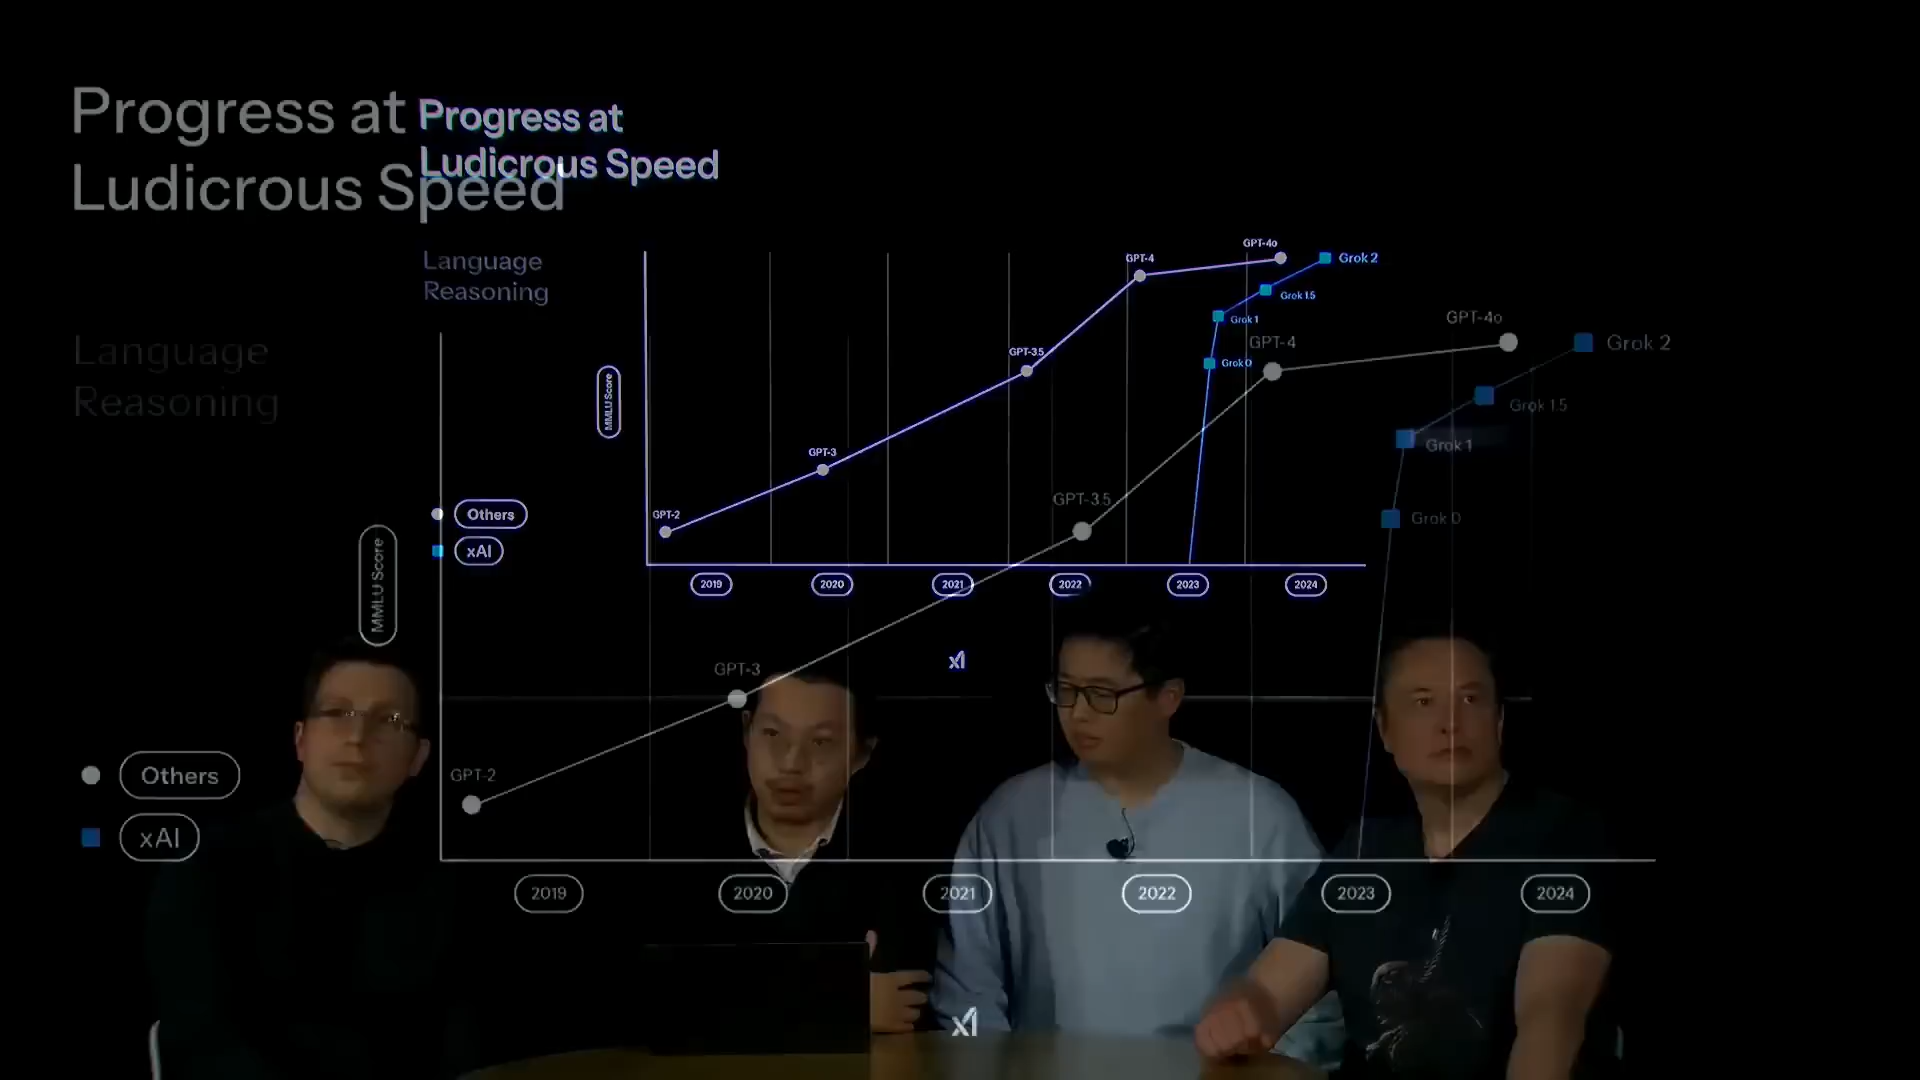 Progress at
Ludicrous Speed
Progress at
Ludicrous Speed
Language
Reasoning
Language
Reasoning
GPT-4
GPT-4o
Grok 2
Grok 1.5
Grok 1
GPT-3.5
Grok 0
GPT-3
GPT-2
MMLU Score
Others
xAI
2019
2020
2021
2022
2023
2024
xI
GPT-4o
GPT-4
Grok 2
Grok 1.5
Grok 1
GPT-3.5
Grok 0
MMLU Score
GPT-3
GPT-2
Others
xAI
2019
2020
2021
2022
2023
2024
xI